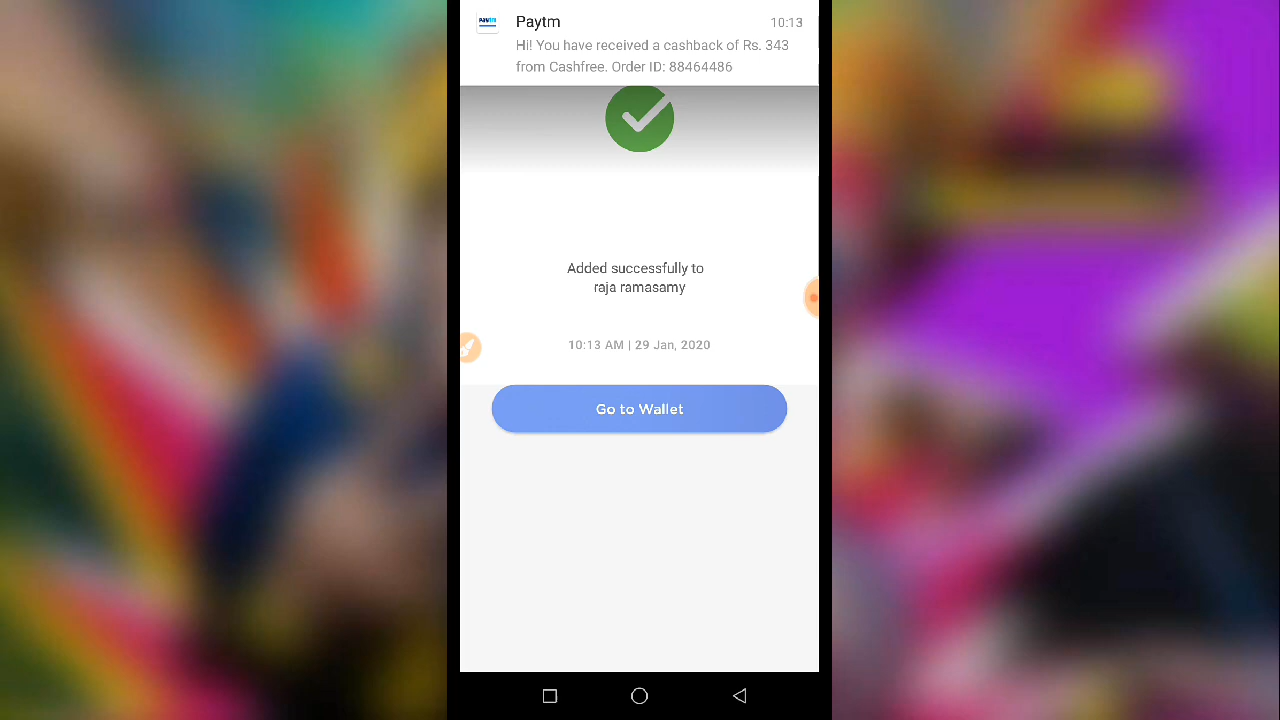 Paytm
10:13
Hi! You have received a cashback of Rs. 343
from Cashfree. Order ID: 88464486
Added successfully to
raja ramasamy
10:13 AM | 29 Jan, 2020
Go to Wallet